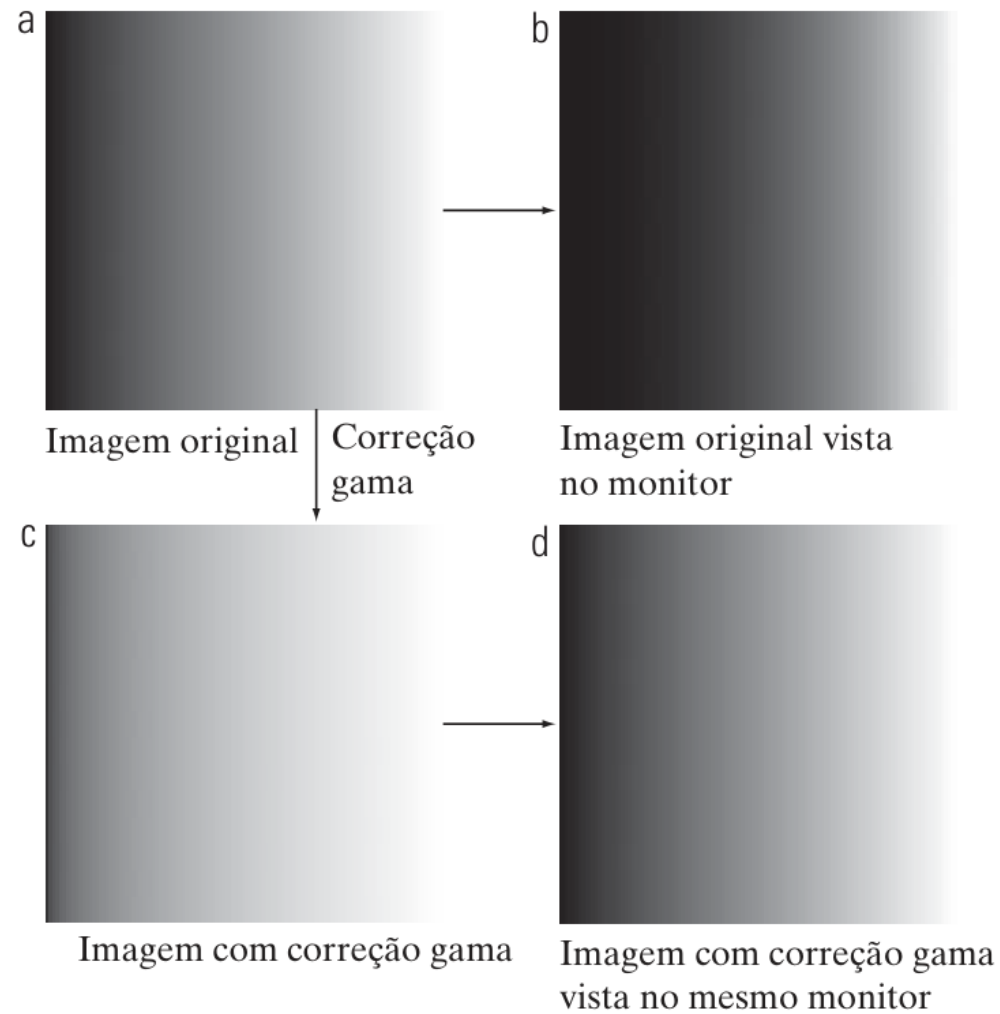 a
b
Imagem original
Correção
gama
Imagem original vista
no monitor
c
d
Imagem com correção gama
Imagem com correção gama
vista no mesmo monitor